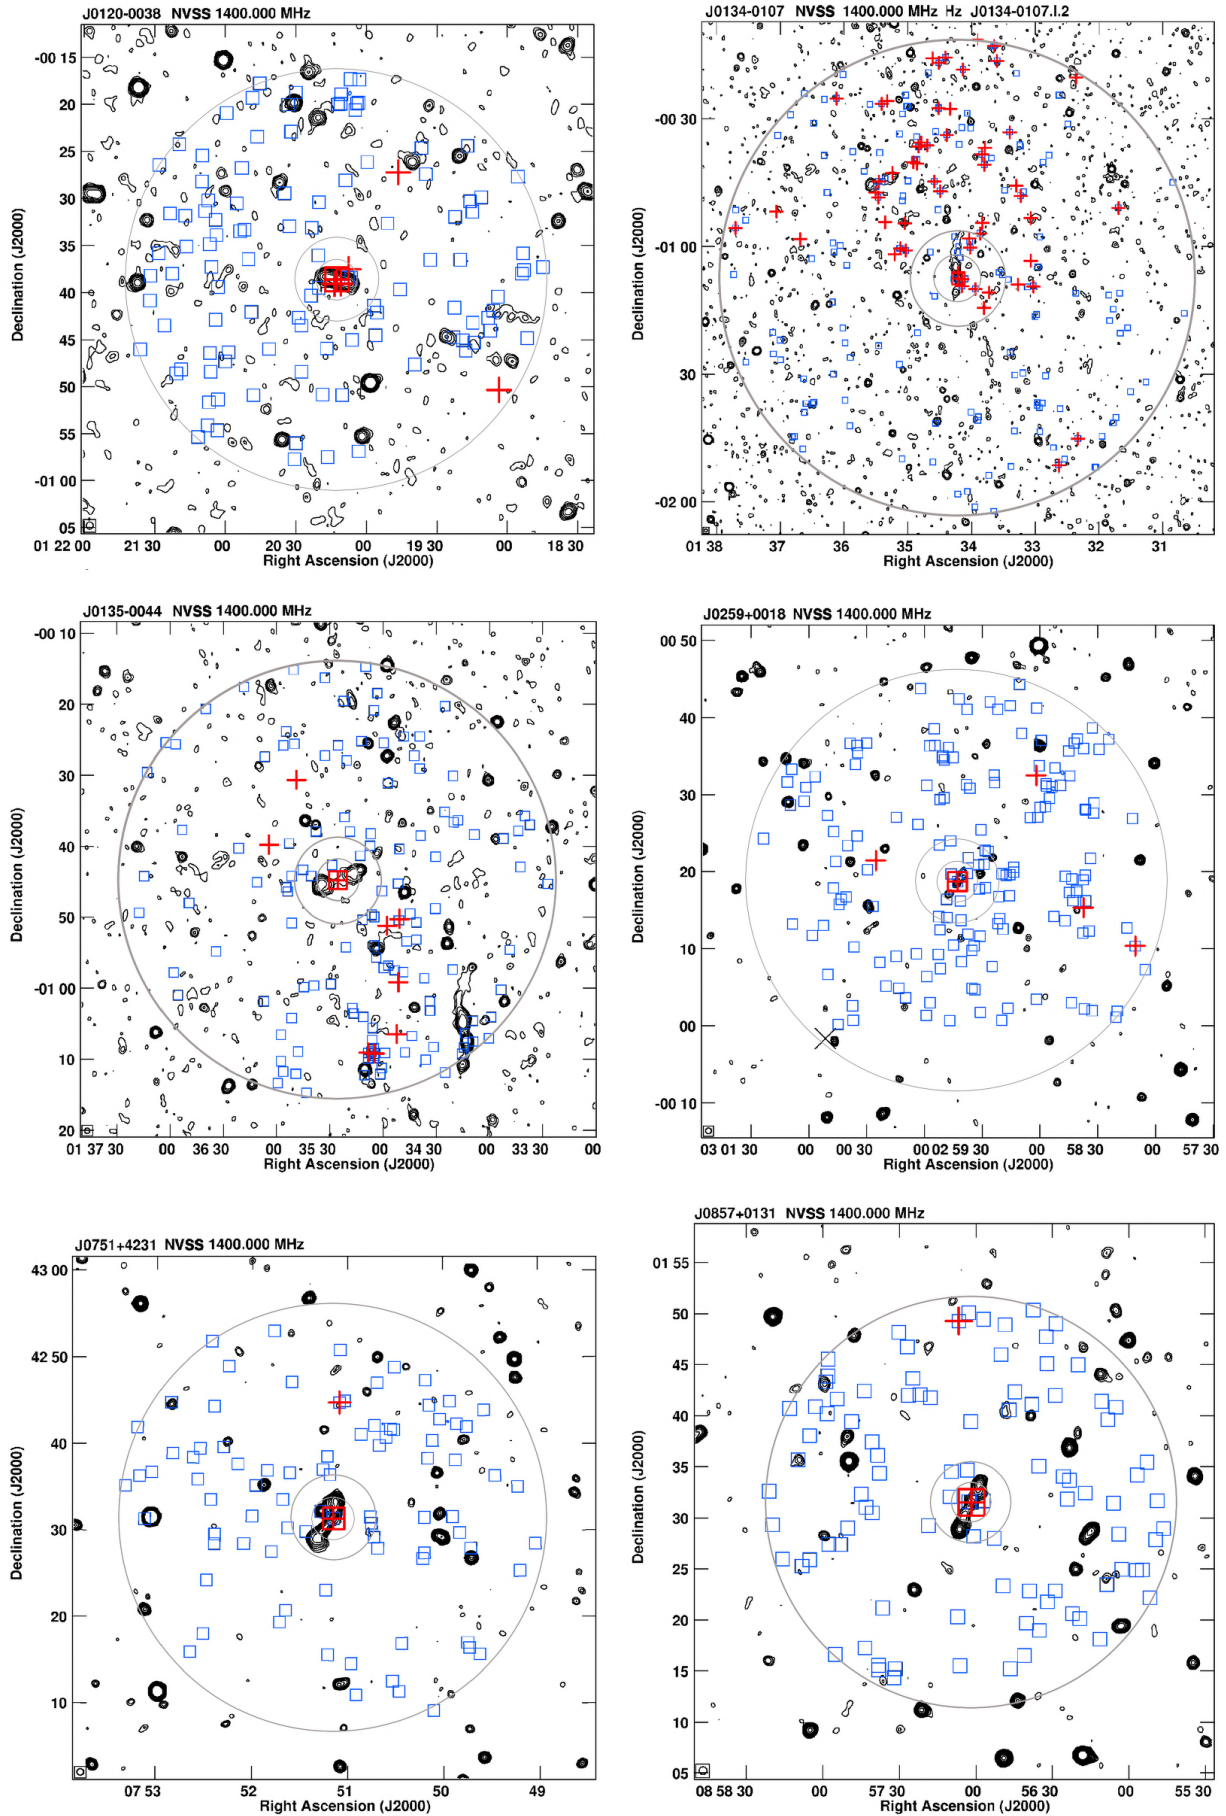 J0120-0038 NVSS 1400.000 MHz
-00 15
20
25
30
35
40
45
50
55
-01 00
05
Declination (J2000)
01 22 00 21 30 00 20 30 00 19 30 00 18 30
Right Ascension (J2000)
J0134-0107 NVSS 1400.000 MHz Hz J0134-0107.I.2
-00 30
-01 00
30
-02 00
Declination (J2000)
01 38 37 36 35 34 33 32 31
Right Ascension (J2000)
J0135-0044 NVSS 1400.000 MHz
-00 10
20
30
40
50
-01 00
10
20
Declination (J2000)
01 37 30 00 36 30 00 35 30 00 34 30 00 33 30 00
Right Ascension (J2000)
J0259+0018 NVSS 1400.000 MHz
00 50
40
30
20
10
00
-00 10
Declination (J2000)
03 01 30 00 00 30 00 02 59 30 00 58 30 00 57 30
Right Ascension (J2000)
J0751+4231 NVSS 1400.000 MHz
43 00
42 50
40
30
20
10
Declination (J2000)
07 53 52 51 50 49
Right Ascension (J2000)
J0857+0131 NVSS 1400.000 MHz
01 55
50
45
40
35
30
25
20
15
10
05
Declination (J2000)
08 58 30 00 57 30 00 56 30 00 55 30
Right Ascension (J2000)